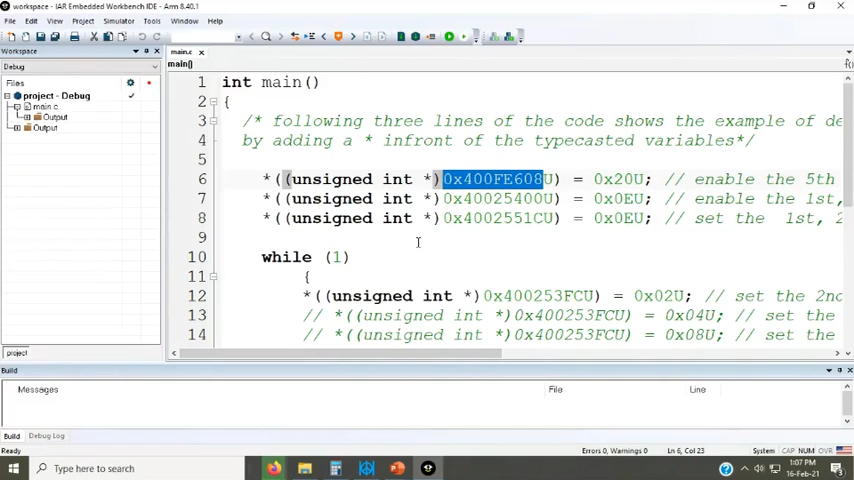 workspace - IAR Embedded Workbench IDE - Arm 8.40.1
File Edit View Project Simulator Tools Window Help
Workspace
main.c
Debug
main()
Files
project - Debug
main.c
Output
Output
project
1 int main()
2 {
3 /* following three lines of the code shows the example of de
4 by adding a * infront of the typecasted variables*/
5
6 *((unsigned int *)0x400FE608U) = 0x20U; // enable the 5th
7 *((unsigned int *)0x40025400U) = 0x0EU; // enable the 1st,
8 *((unsigned int *)0x4002551CU) = 0x0EU; // set the 1st, 2
9
10 while (1)
11 {
12 *((unsigned int *)0x400253FCU) = 0x02U; // set the 2nd
13 // *((unsigned int *)0x400253FCU) = 0x04U; // set the
14 // *((unsigned int *)0x400253FCU) = 0x08U; // set the
Build
Messages File Line
Build Debug Log
Ready Errors 0, Warnings 0 Ln 6, Col 23 System CAP NUM OVR
Type here to search
1:07 PM
16-Feb-21
3